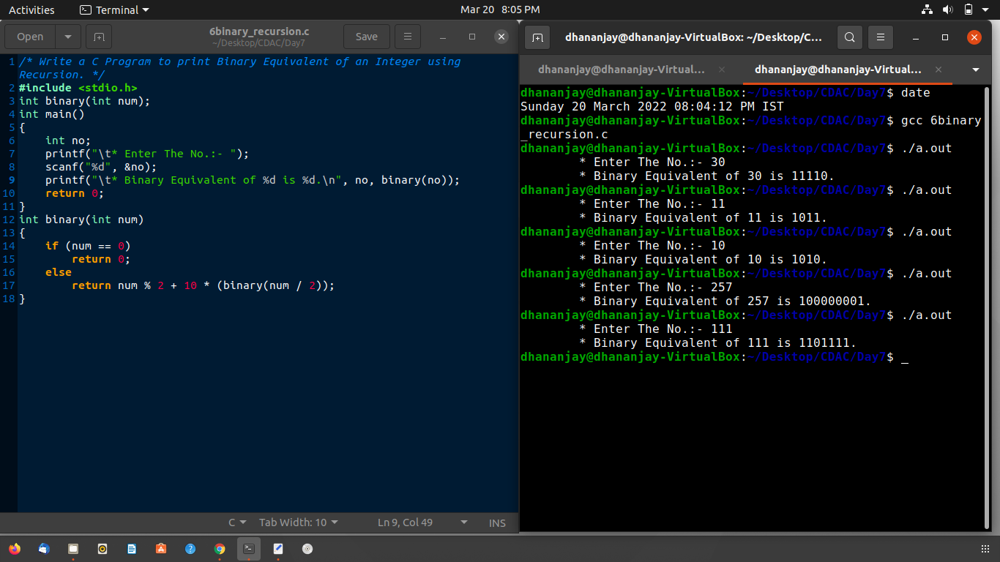 Activities Terminal Mar 20 8:05 PM
Open 6binary_recursion.c Save
~/Desktop/CDAC/Day7
1 /* Write a C Program to print Binary Equivalent of an Integer using
Recursion. */
2 #include <stdio.h>
3 int binary(int num);
4 int main()
5 {
6     int no;
7     printf("\t* Enter The No.:- ");
8     scanf("%d", &no);
9     printf("\t* Binary Equivalent of %d is %d.\n", no, binary(no));
10     return 0;
11 }
12 int binary(int num)
13 {
14     if (num == 0)
15         return 0;
16     else
17         return num % 2 + 10 * (binary(num / 2));
18 }
C Tab Width: 10 Ln 9, Col 49 INS
dhananjay@dhananjay-VirtualBox: ~/Desktop/C...
dhananjay@dhananjay-Virtual... dhananjay@dhananjay-Virtual...
dhananjay@dhananjay-VirtualBox:~/Desktop/CDAC/Day7$ date
Sunday 20 March 2022 08:04:12 PM IST
dhananjay@dhananjay-VirtualBox:~/Desktop/CDAC/Day7$ gcc 6binary
_recursion.c
dhananjay@dhananjay-VirtualBox:~/Desktop/CDAC/Day7$ ./a.out
        * Enter The No.:- 30
        * Binary Equivalent of 30 is 11110.
dhananjay@dhananjay-VirtualBox:~/Desktop/CDAC/Day7$ ./a.out
        * Enter The No.:- 11
        * Binary Equivalent of 11 is 1011.
dhananjay@dhananjay-VirtualBox:~/Desktop/CDAC/Day7$ ./a.out
        * Enter The No.:- 10
        * Binary Equivalent of 10 is 1010.
dhananjay@dhananjay-VirtualBox:~/Desktop/CDAC/Day7$ ./a.out
        * Enter The No.:- 257
        * Binary Equivalent of 257 is 100000001.
dhananjay@dhananjay-VirtualBox:~/Desktop/CDAC/Day7$ ./a.out
        * Enter The No.:- 111
        * Binary Equivalent of 111 is 1101111.
dhananjay@dhananjay-VirtualBox:~/Desktop/CDAC/Day7$ _